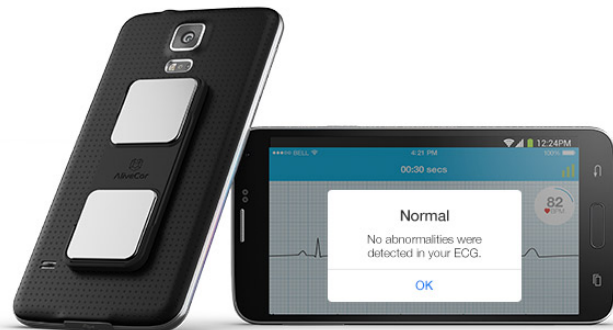 AliveCor
12:24PM
BELL 4:21 PM 100%
00:30 secs
82
BPM
Normal
No abnormalities were
detected in your ECG.
OK